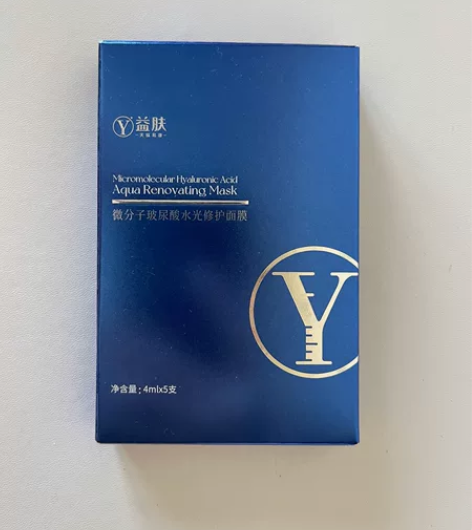 Y益肤
Micromolecular Hyaluronic Acid
Aqua Renovating Mask
微分子玻尿酸水光修护面膜
Y
净含量：4mlx5支